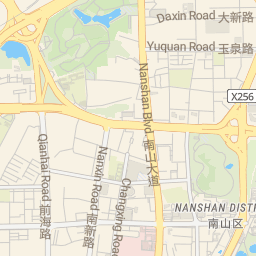 Daxin Road 大新路
Yuquan Road 玉泉路
Nanshan Blvd 南山大道
X256
Qianhai Road 前海路
Nanxin Road 南新路
Changxing Road
NANSHAN DISTRI
南山区